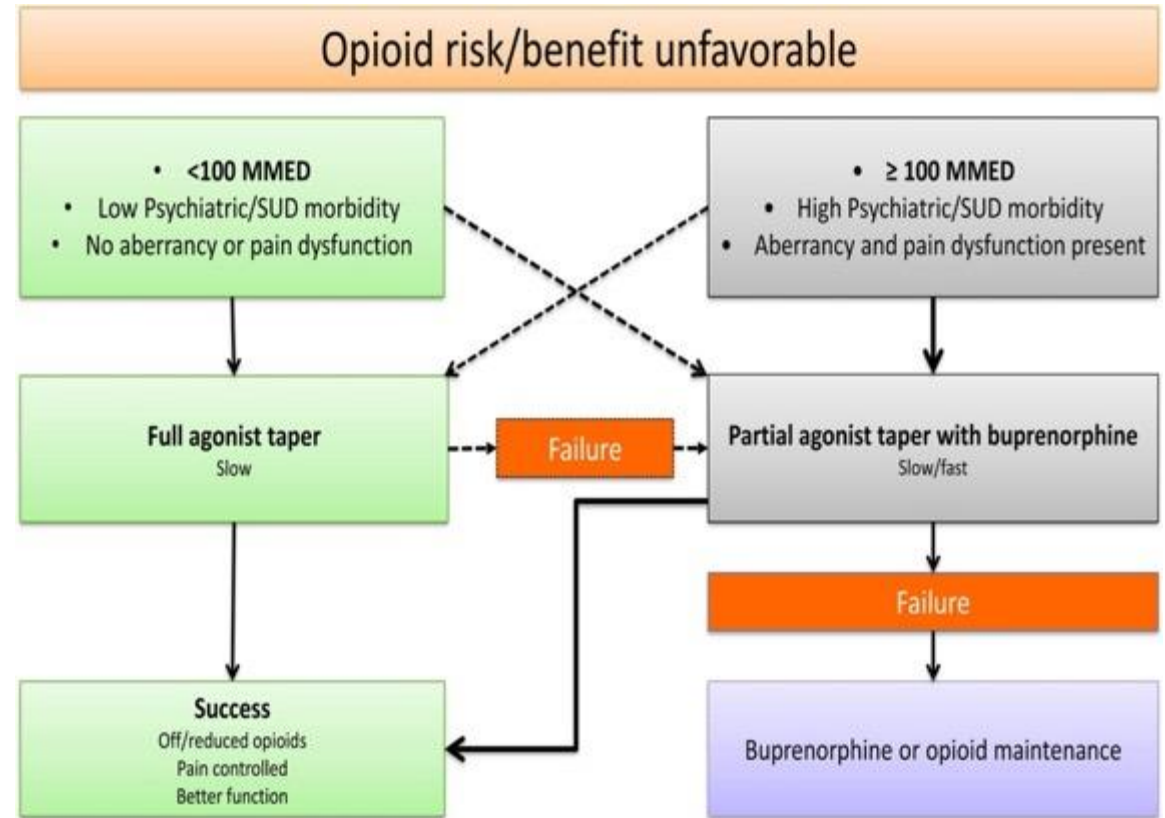 Opioid risk/benefit unfavorable
• <100 MMED
• Low Psychiatric/SUD morbidity
• No aberrancy or pain dysfunction
• ≥ 100 MMED
• High Psychiatric/SUD morbidity
• Aberrancy and pain dysfunction present
Full agonist taper
Slow
Failure
Partial agonist taper with buprenorphine
Slow/fast
Failure
Success
Off/reduced opioids
Pain controlled
Better function
Buprenorphine or opioid maintenance